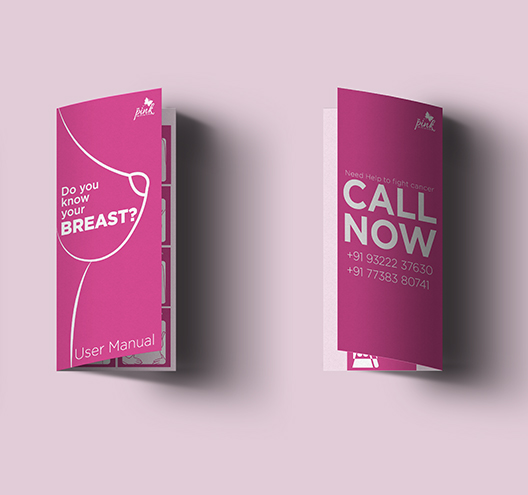 pink
Do you
know
your
BREAST?
User Manual
pink
Need Help to fight cancer
CALL
NOW
+91 93222 37630
+91 77383 80741